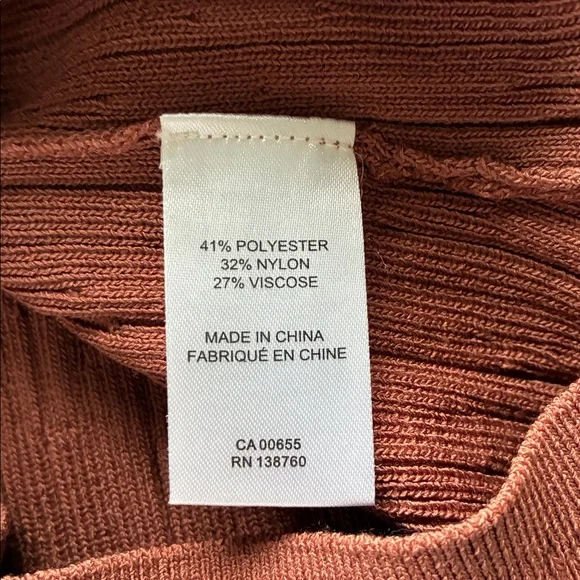 41% POLYESTER
32% NYLON
27% VISCOSE
MADE IN CHINA
FABRIQUÉ EN CHINE
CA 00655
RN 138760